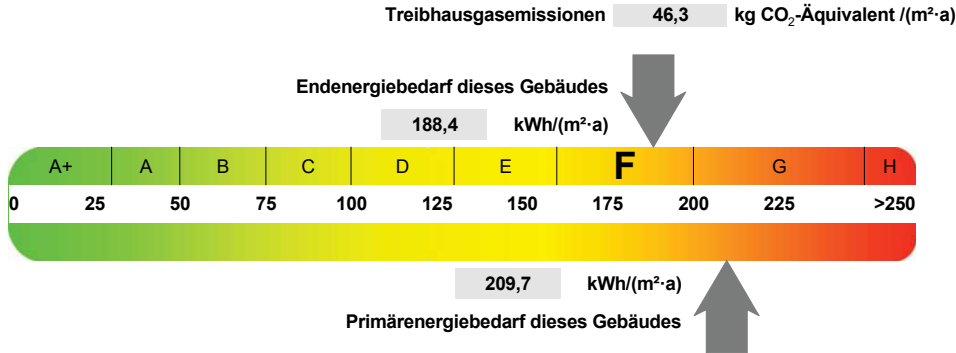 Treibhausgasemissionen 46,3 kg CO₂-Äquivalent /(m²·a)
Endenergiebedarf dieses Gebäudes
188,4 kWh/(m²·a)
A+ A B C D E F G H
0 25 50 75 100 125 150 175 200 225 >250
209,7 kWh/(m²·a)
Primärenergiebedarf dieses Gebäudes